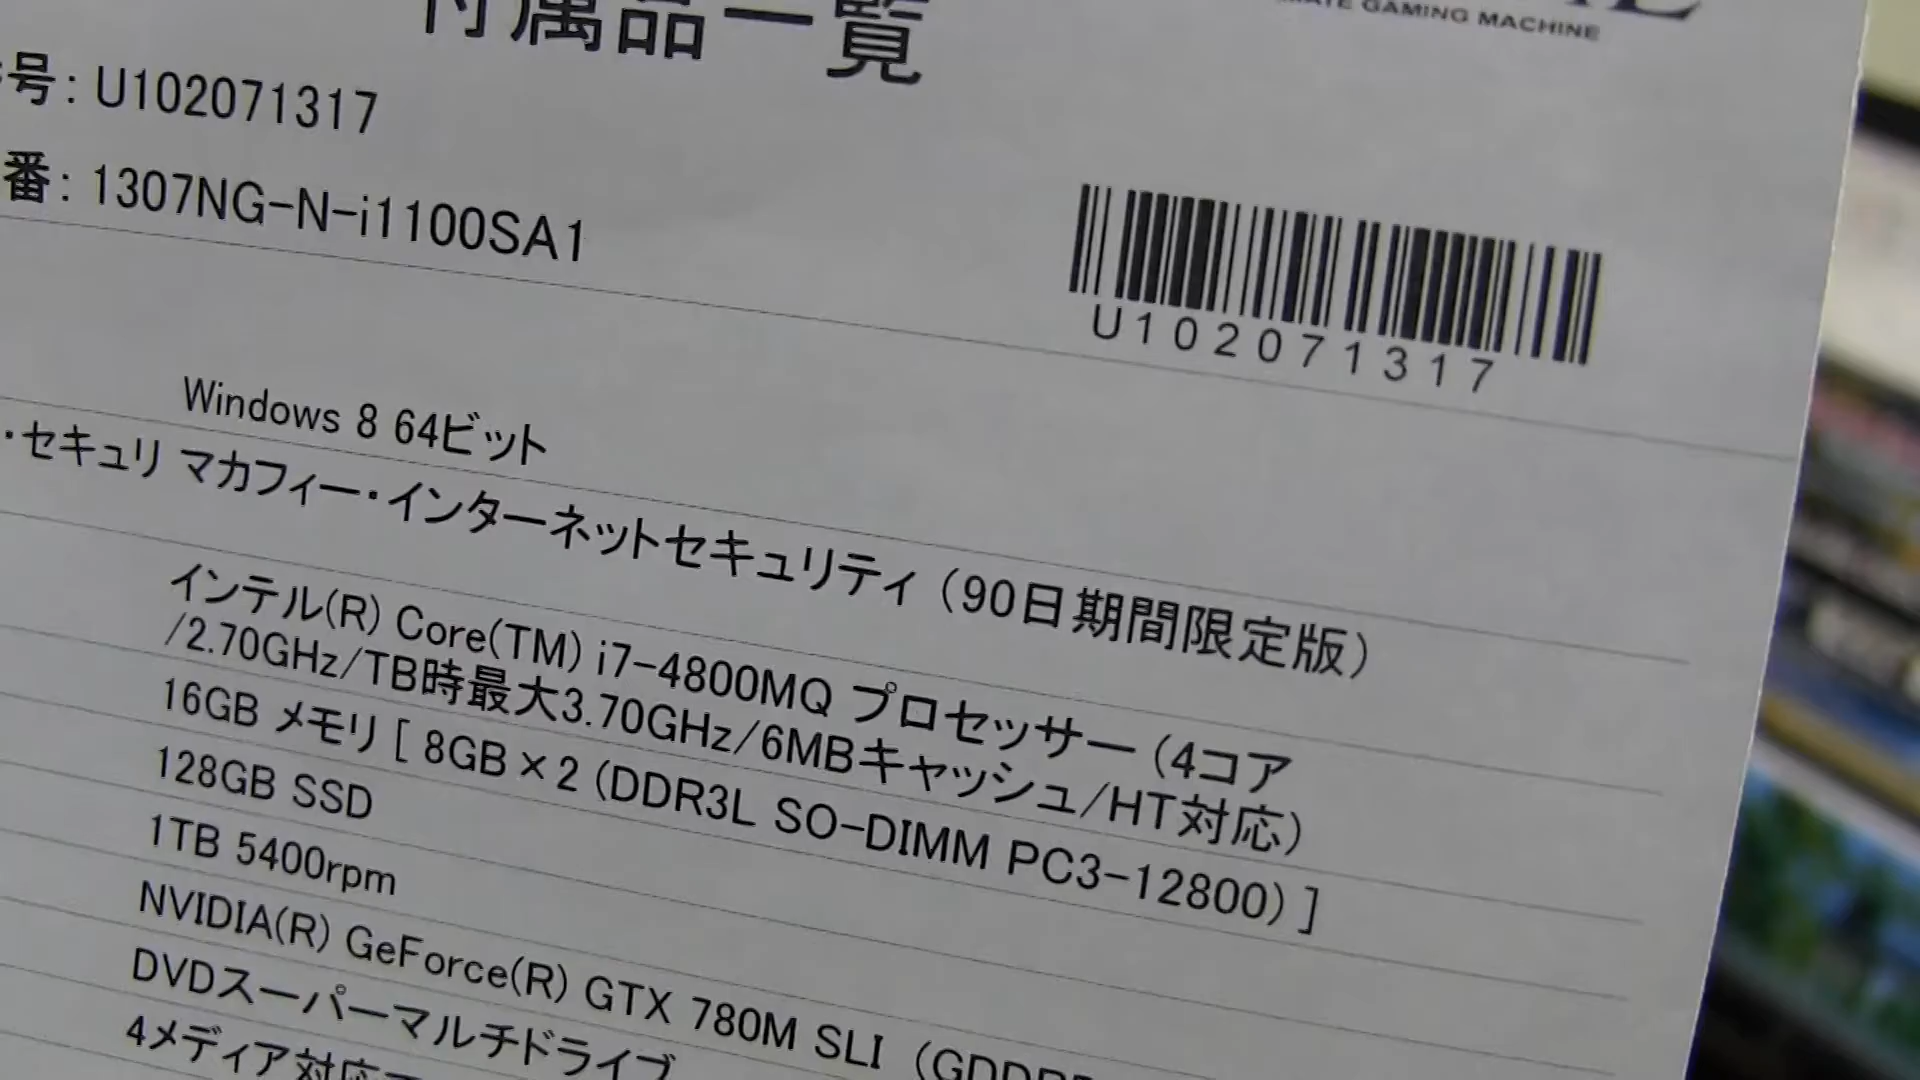 付属品一覧
GAMING MACHINE
号: U102071317
番: 1307NG-N-i1100SA1
U102071317
Windows 8 64ビット
・セキュリ マカフィー・インターネットセキュリティ (90日期間限定版)
インテル(R) Core(TM) i7-4800MQ プロセッサー (4コア
/2.70GHz/TB時最大3.70GHz/6MBキャッシュ/HT対応)
16GB メモリ [ 8GB×2 (DDR3L SO-DIMM PC3-12800) ]
128GB SSD
1TB 5400rpm
NVIDIA(R) GeForce(R) GTX 780M SLI (GDDR5
DVDスーパーマルチドライブ
4メディア対応